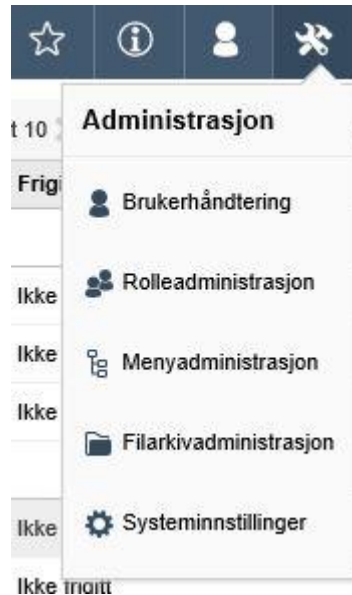 t 10
Administrasjon
Frigi
Brukerhåndtering
Ikke
Rolleadministrasjon
Ikke
Menyadministrasjon
Ikke
Filarkivadministrasjon
Ikke
Systeminnstillinger
Ikke frigitt